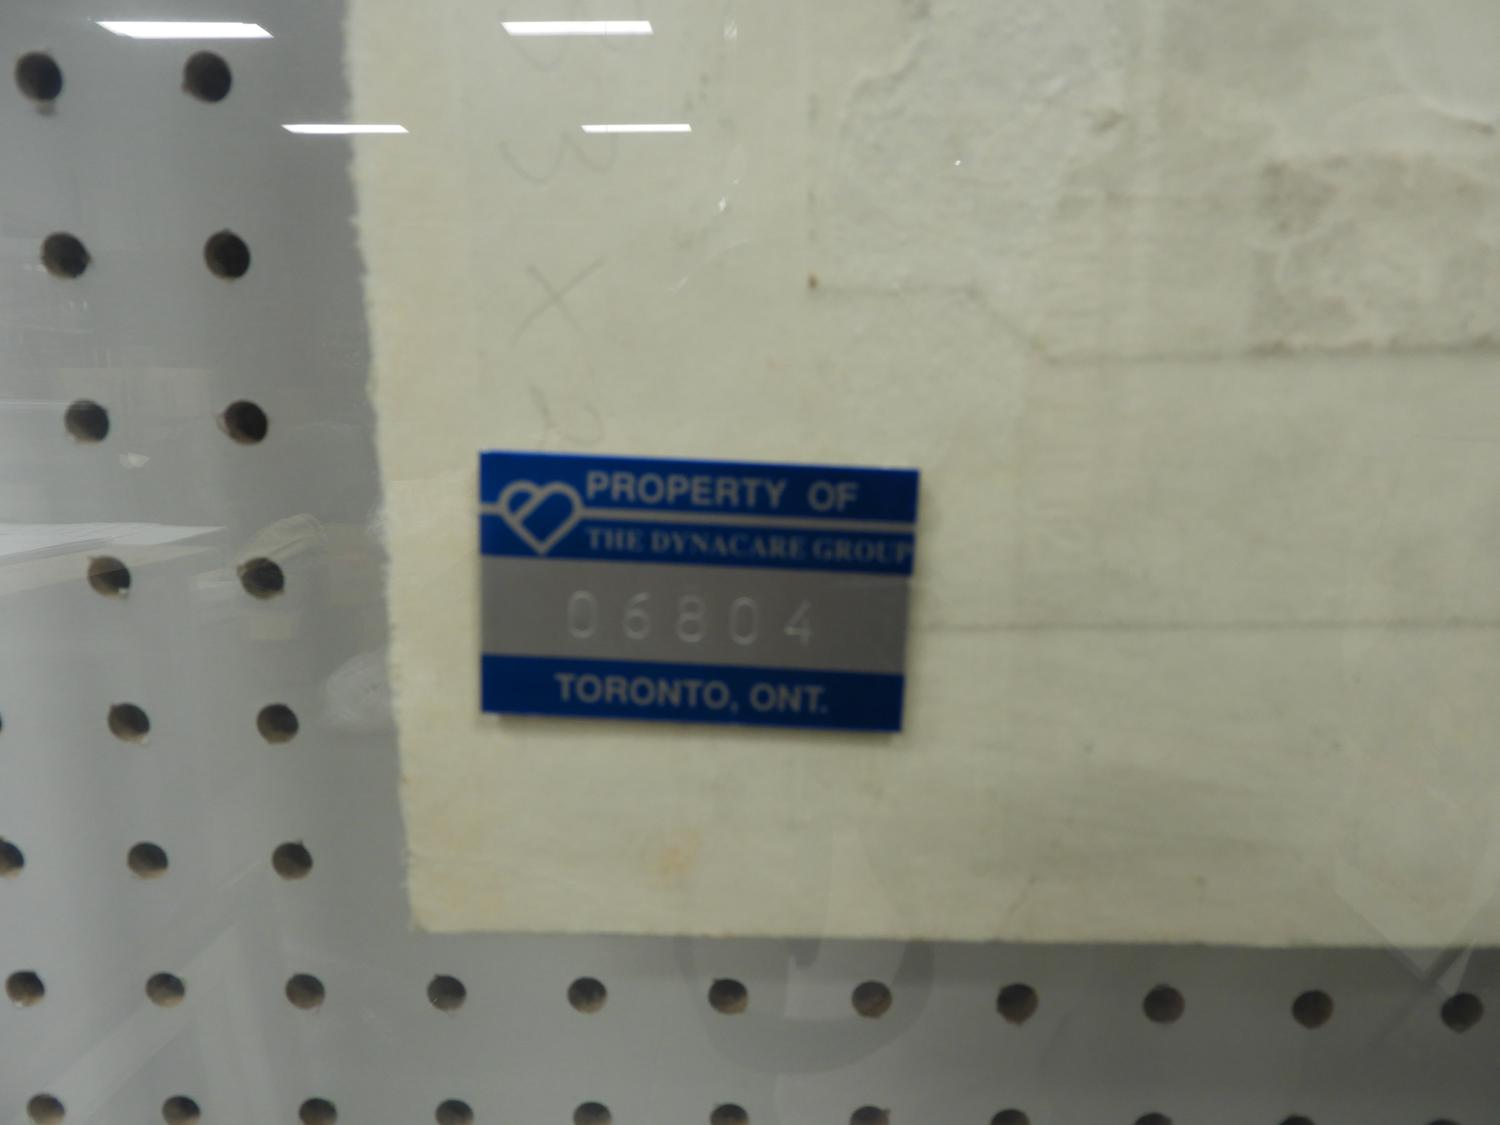 PROPERTY OF
THE DYNACARE GROUP
06804
TORONTO, ONT.